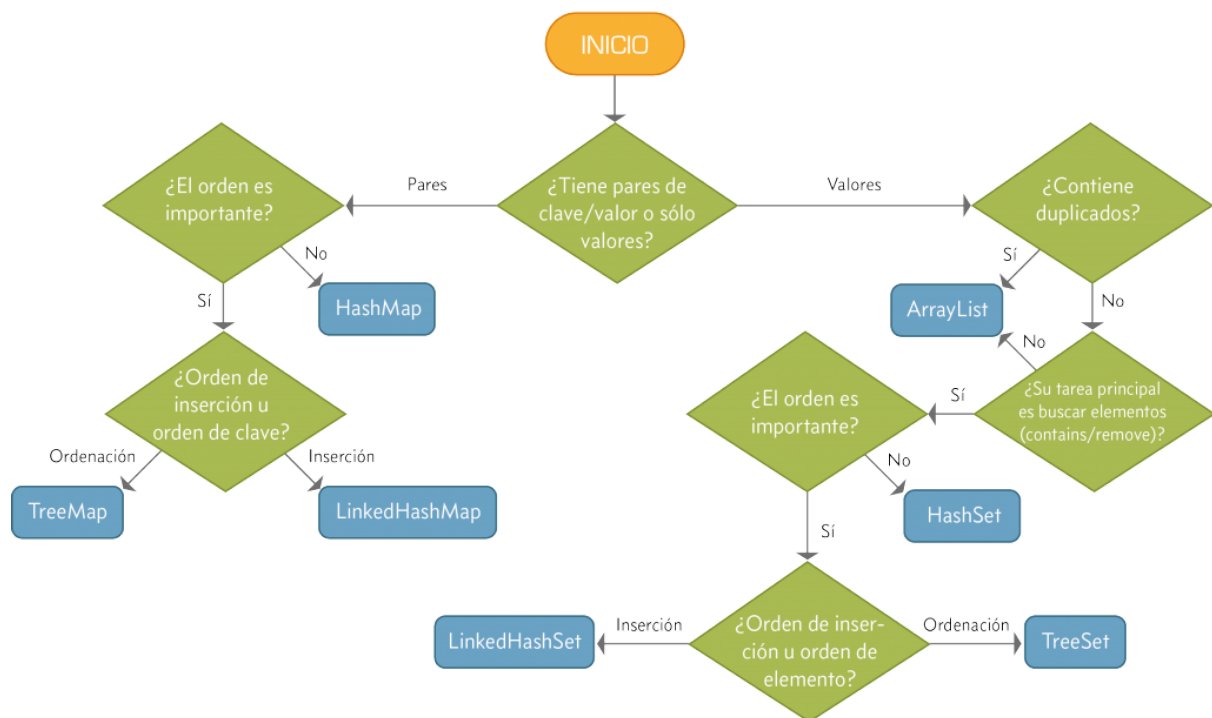 INICIO
¿El orden es
importante?
Pares
¿Tiene pares de
clave/valor o sólo
valores?
Valores
¿Contiene
duplicados?
No
HashMap
Sí
Sí
ArrayList
No
No
¿Orden de
inserción u
orden de clave?
Ordenación
Inserción
TreeMap
LinkedHashMap
¿El orden es
importante?
Sí
¿Su tarea principal
es buscar elementos
(contains/remove)?
No
HashSet
Sí
LinkedHashSet
Inserción
¿Orden de inser-
ción u orden de
elemento?
Ordenación
TreeSet